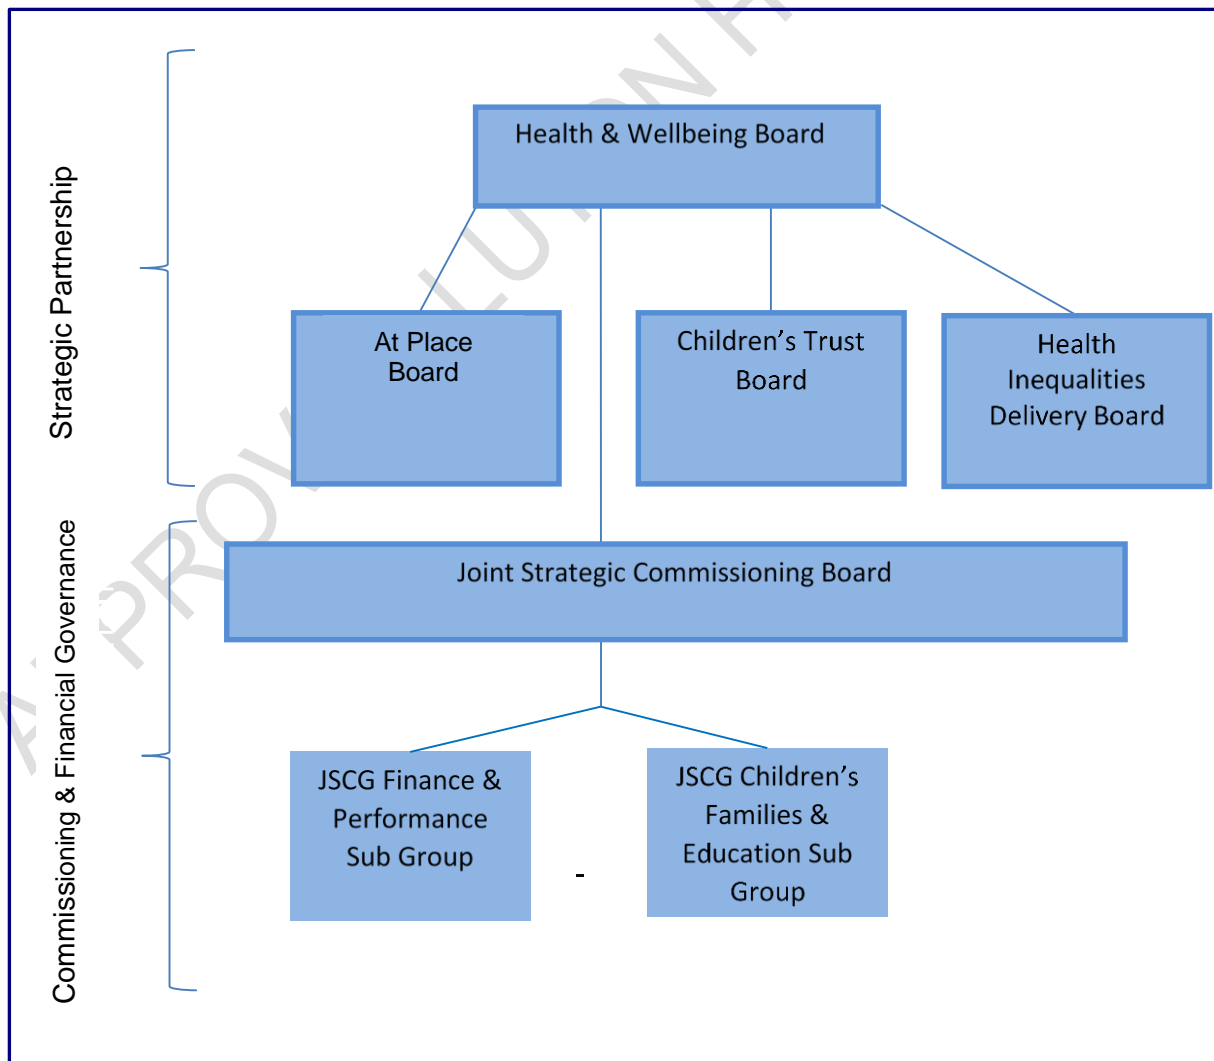 Strategic Partnership
Health & Wellbeing Board
At Place
Board
Children's Trust
Board
Health
Inequalities
Delivery Board
Commissioning & Financial Governance
Joint Strategic Commissioning Board
JSCG Finance &
Performance
Sub Group
-
JSCG Children's
Families &
Education Sub
Group